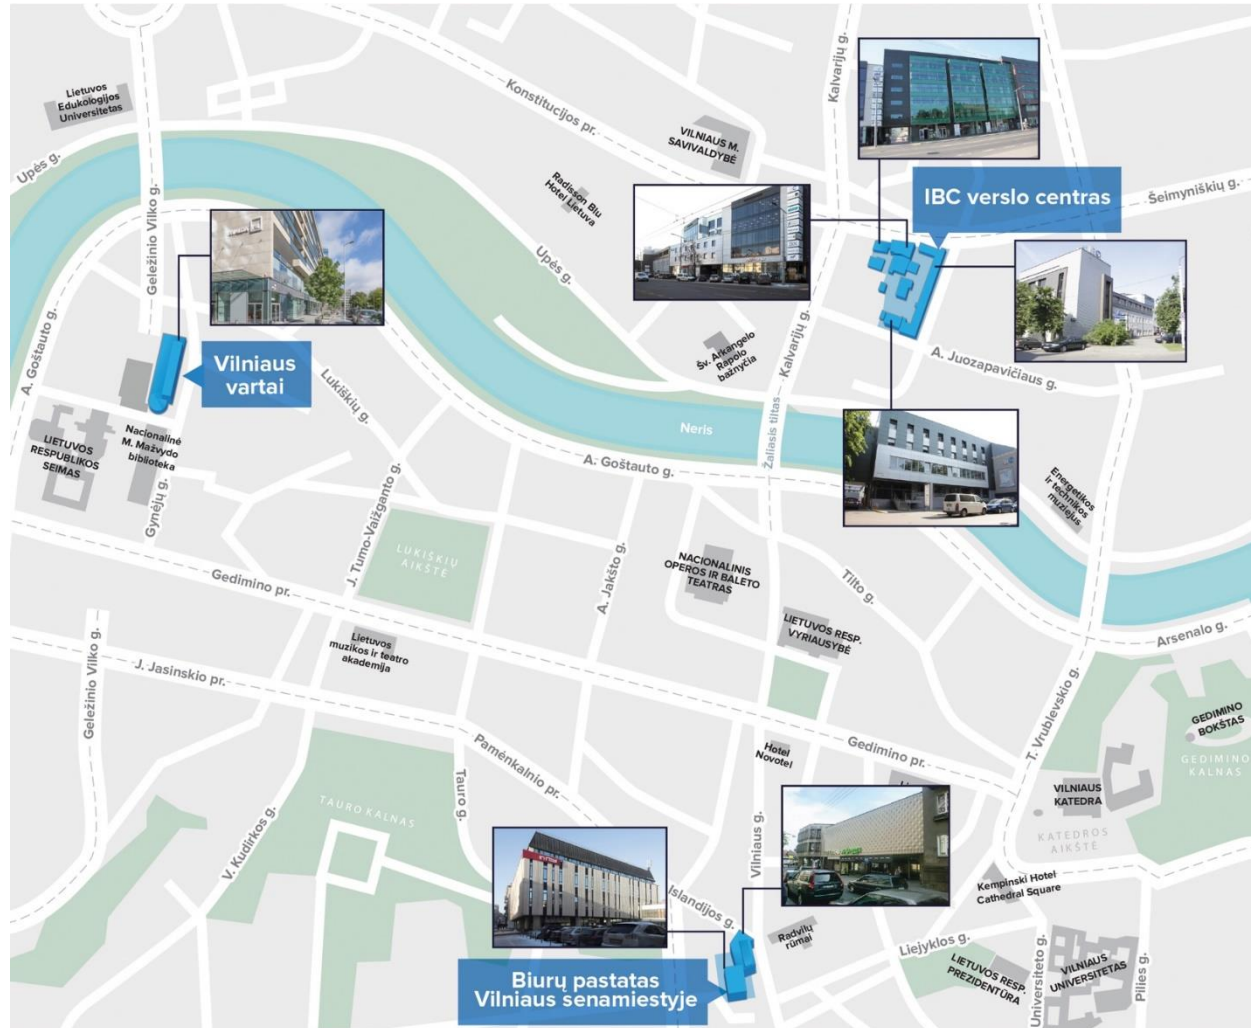 Lietuvos
Edukologijos
Universitetas
Upės g.
Geležinio Vilko g.
Konstitucijos pr.
VILNIAUS M.
SAVIVALDYBĖ
Kalvarijų g.
IBC verslo centras
Šeimyniškių g.
Radisson Blu
Hotel Lietuva
Upės g.
Šv. Arkangelo
Rapolo
bažnyčia
Kalvarijų g.
A. Juozapavičiaus g.
A. Goštauto g.
Vilniaus
vartai
Lukiškių g.
Neris
Žaliasis tiltas
A. Goštauto g.
LIETUVOS
RESPUBLIKOS
SEIMAS
Nacionalinė
M. Mažvydo
biblioteka
Gynėjų g.
J. Tumo-Vaižganto g.
LUKIŠKIŲ
AIKŠTĖ
Energetikos
ir technikos
muziejus
NACIONALINIS
OPEROS IR BALETO
TEATRAS
A. Jakšto g.
Tilto g.
LIETUVOS RESP.
VYRIAUSYBĖ
Arsenalo g.
Gedimino pr.
Lietuvos
muzikos ir teatro
akademija
Geležinio Vilko g.
J. Jasinskio pr.
T. Vrublevskio g.
GEDIMINO
BOKŠTAS
GEDIMINO
KALNAS
Pamėnkalnio pr.
Hotel
Novotel
Gedimino pr.
VILNIAUS
KATEDRA
KATEDROS
AIKŠTĖ
TAURO KALNAS
Tauro g.
V. Kudirkos g.
Vilniaus g.
Islandijos g.
Kempinski Hotel
Cathedral Square
Radvilų
rūmai
Liejyklos g.
LIETUVOS RESP.
PREZIDENTŪRA
Universiteto g.
VILNIAUS
UNIVERSITETAS
Pilies g.
Biurų pastatas
Vilniaus senamiestyje